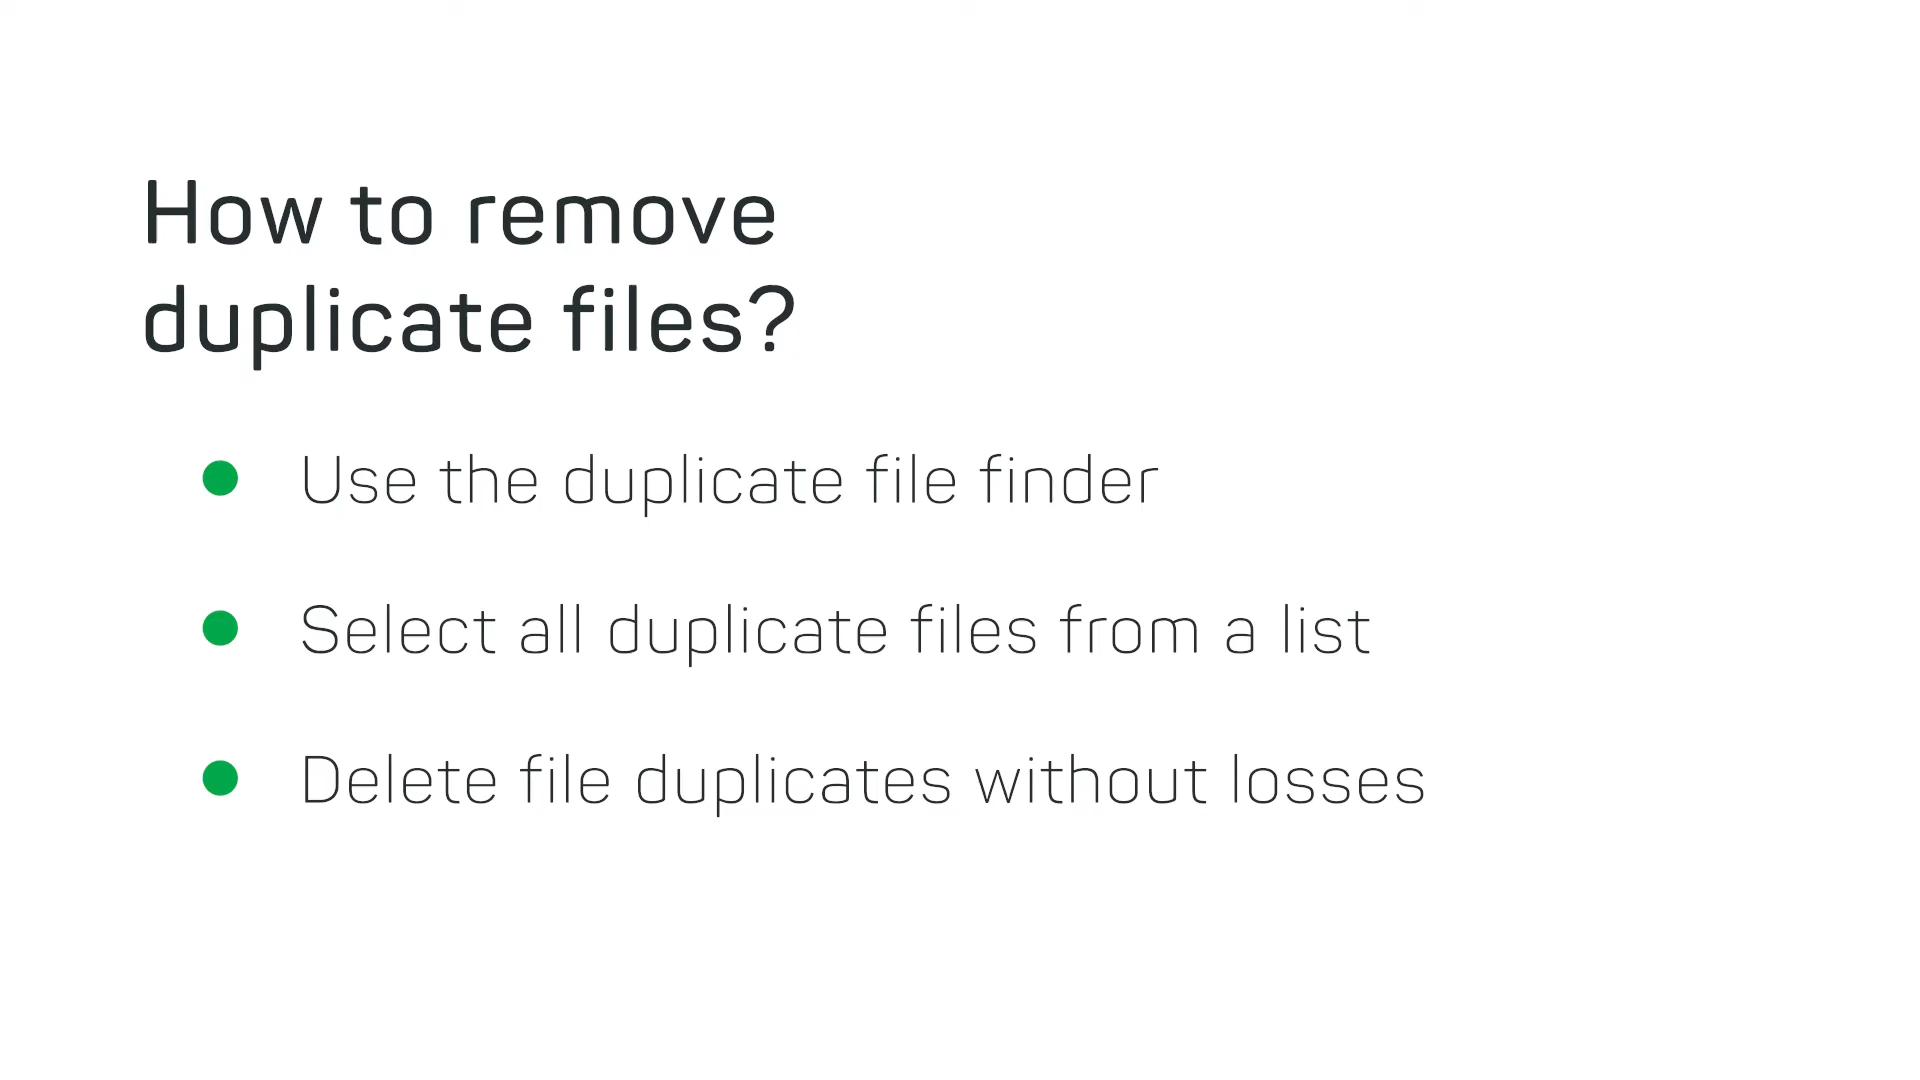 How to remove
duplicate files?
Use the duplicate file finder
Select all duplicate files from a list
Delete file duplicates without losses